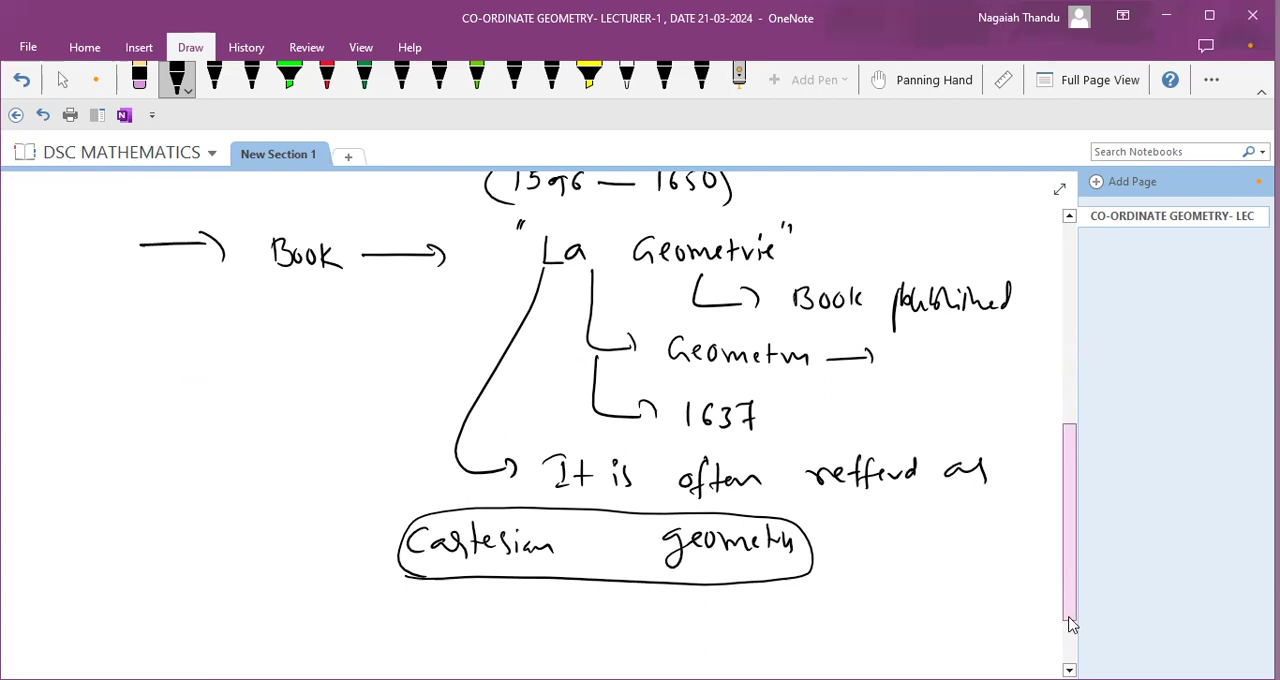 CO-ORDINATE GEOMETRY- LECTURER-1 , DATE 21-03-2024 - OneNote
Nagaiah Thandu
File Home Insert Draw History Review View Help
Add Pen
Panning Hand
Full Page View
DSC MATHEMATICS
New Section 1
Search Notebooks
Add Page
CO-ORDINATE GEOMETRY- LEC
(1596 — 1650)
Book "La Geometrie"
Book published
Geometry
1637
It is often refferd as
Cartesian geometry